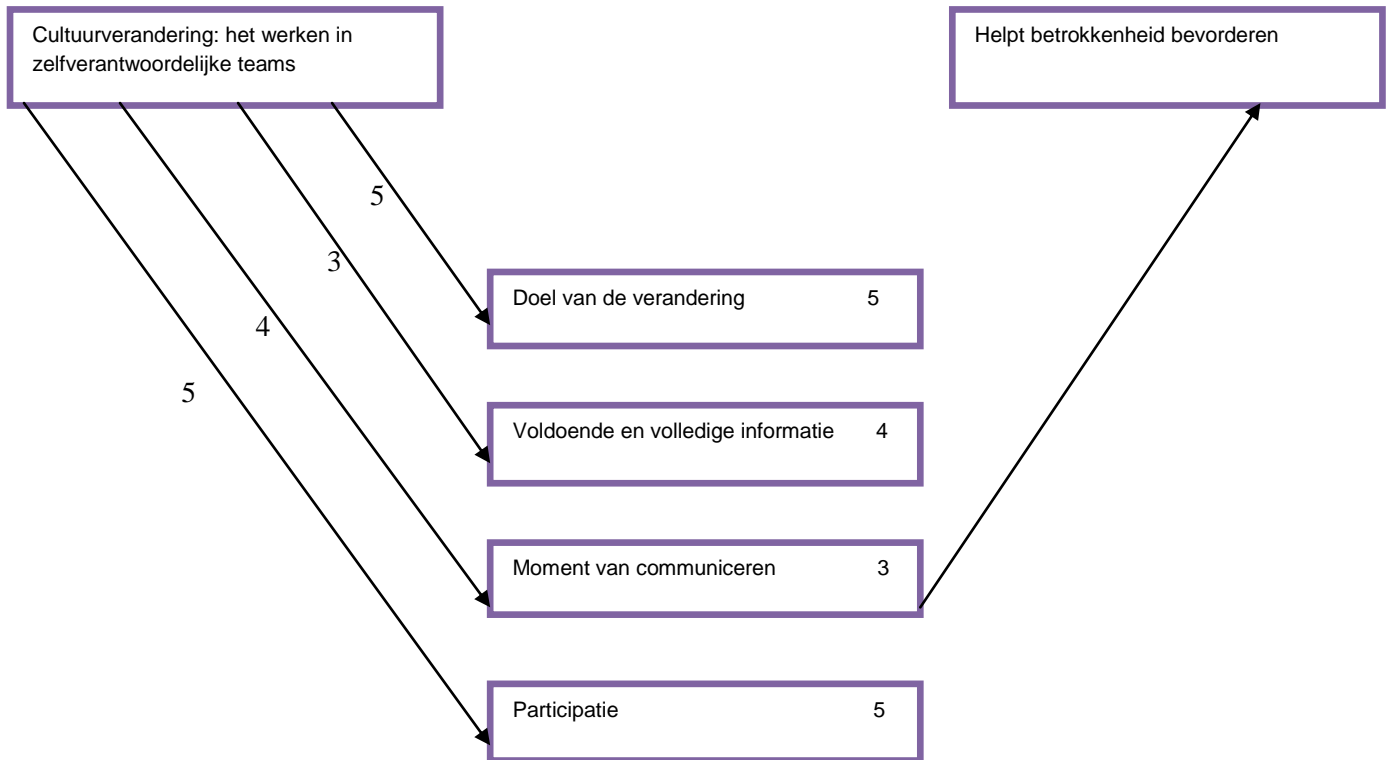 Cultuurverandering: het werken in
zelfverantwoordelijke teams
Helpt betrokkenheid bevorderen
5
3
4
5
Doel van de verandering 5
Voldoende en volledige informatie 4
Moment van communiceren 3
Participatie 5